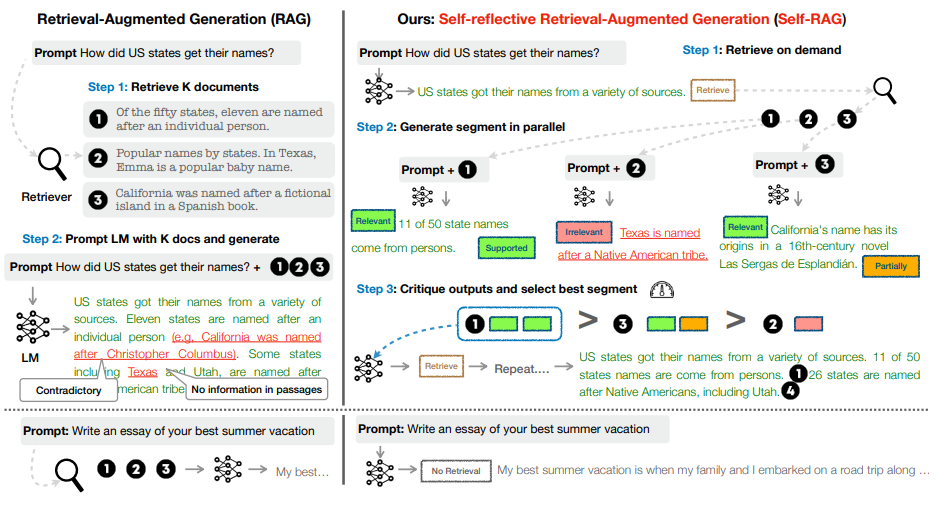 Retrieval-Augmented Generation (RAG)
Prompt How did US states get their names?
Step 1: Retrieve K documents
1 Of the fifty states, eleven are named
after an individual person.
2 Popular names by states. In Texas,
Emma is a popular baby name.
3 California was named after a fictional
island in a Spanish book.
Retriever
Step 2: Prompt LM with K docs and generate
Prompt How did US states get their names? + 1 2 3
LM
US states got their names from a variety of
sources. Eleven states are named after an
individual person (e.g, California was named
after Christopher Columbus). Some states
including Texas and Utah, are named after
American tribe
Contradictory
No information in passages
Prompt: Write an essay of your best summer vacation
1 2 3
My best…
Ours: Self-reflective Retrieval-Augmented Generation (Self-RAG)
Prompt How did US states get their names?
Step 1: Retrieve on demand
US states got their names from a variety of sources. Retrieve
1 2 3
Step 2: Generate segment in parallel
Prompt + 1
Prompt + 2
Prompt + 3
Relevant 11 of 50 state names
come from persons. Supported
Irrelevant Texas is named
after a Native American tribe.
Relevant California's name has its
origins in a 16th-century novel
Las Sergas de Esplandián. Partially
Step 3: Critique outputs and select best segment
1 > 3 > 2
Retrieve
Repeat....
US states got their names from a variety of sources. 11 of 50
states names are come from persons. 1 26 states are named
after Native Americans, including Utah. 4
Prompt: Write an essay of your best summer vacation
No Retrieval My best summer vacation is when my family and I embarked on a road trip along …